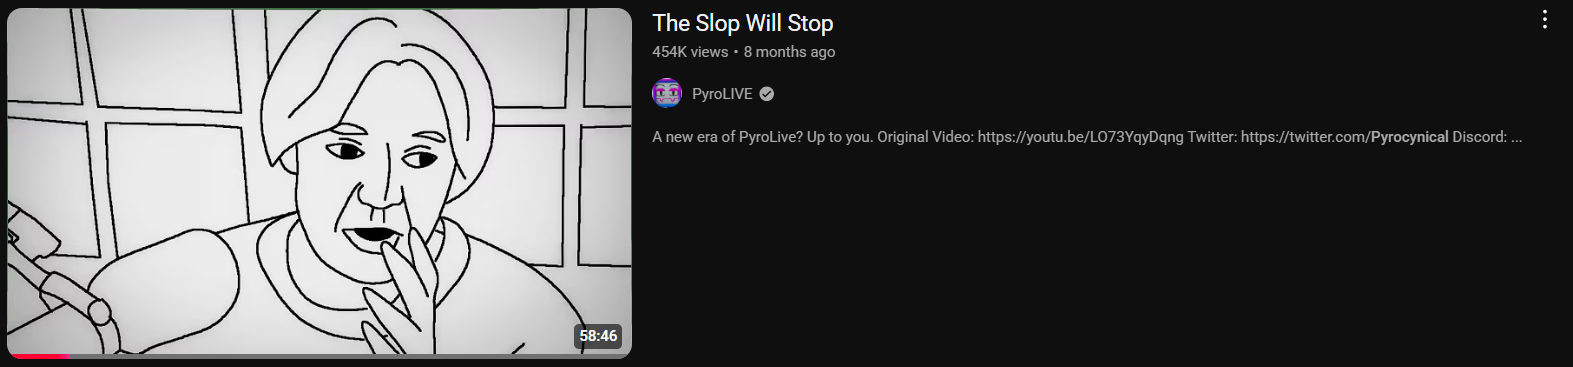 The Slop Will Stop
454K views • 8 months ago
PyroLIVE
A new era of PyroLive? Up to you. Original Video: https://youtu.be/LO73YqyDqng Twitter: https://twitter.com/Pyrocynical Discord: ...
58:46